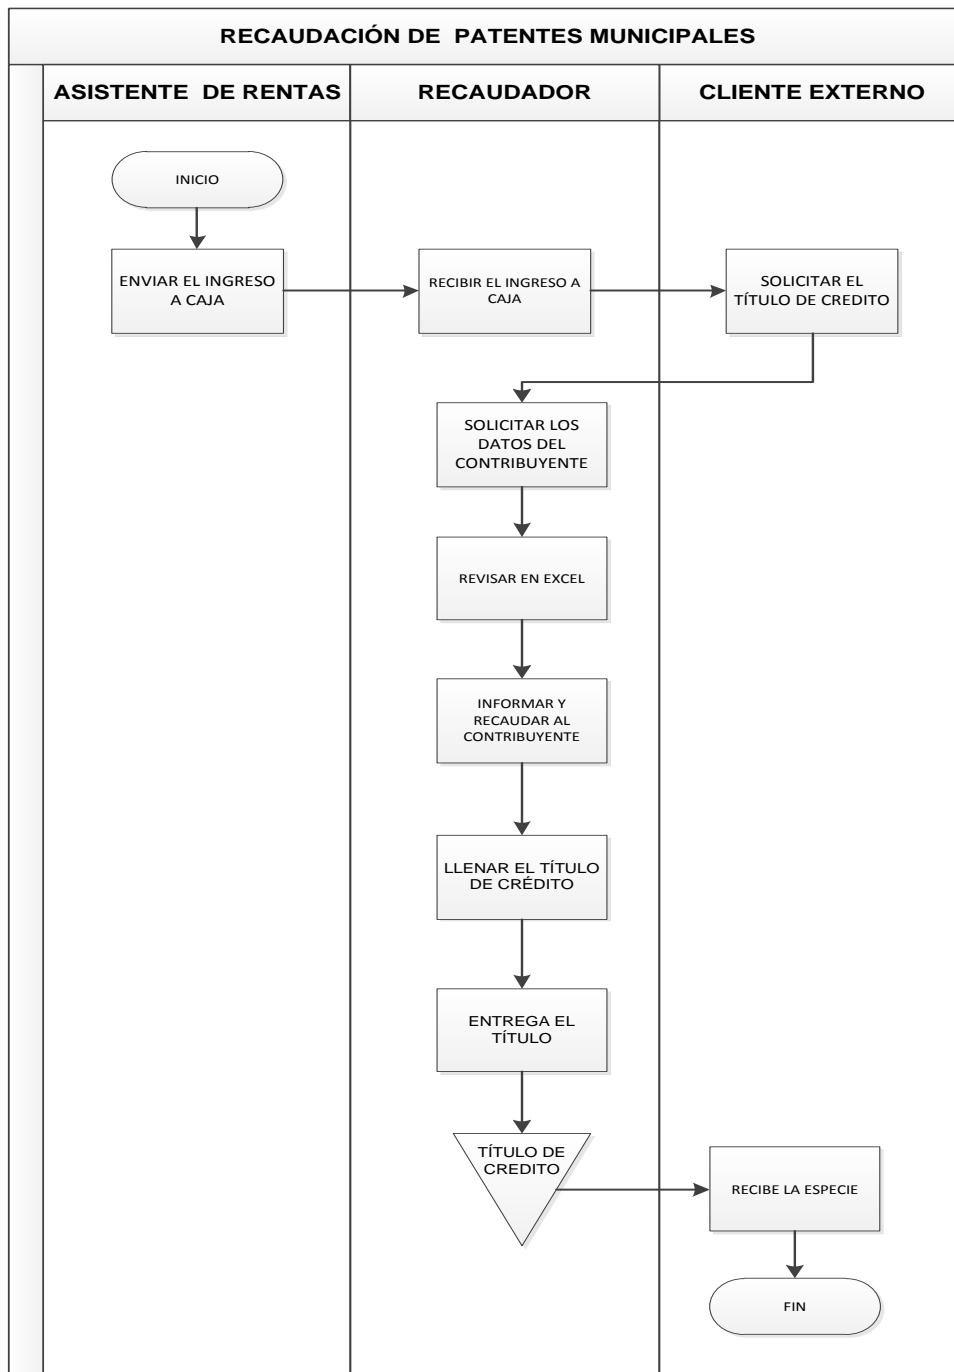 RECAUDACIÓN DE PATENTES MUNICIPALES
ASISTENTE DE RENTAS
RECAUDADOR
CLIENTE EXTERNO
INICIO
ENVIAR EL INGRESO
A CAJA
RECIBIR EL INGRESO A
CAJA
SOLICITAR EL
TÍTULO DE CREDITO
SOLICITAR LOS
DATOS DEL
CONTRIBUYENTE
REVISAR EN EXCEL
INFORMAR Y
RECAUDAR AL
CONTRIBUYENTE
LLENAR EL TÍTULO
DE CRÉDITO
ENTREGA EL
TÍTULO
TÍTULO DE
CREDITO
RECIBE LA ESPECIE
FIN